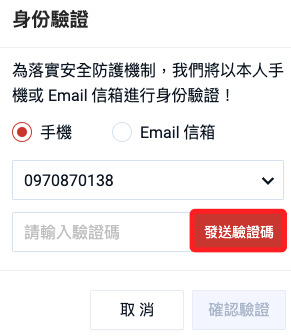 身份驗證
為落實安全防護機制，我們將以本人手
機或 Email 信箱進行身份驗證！
手機 Email 信箱
0970870138
請輸入驗證碼 發送驗證碼
取 消 確認驗證